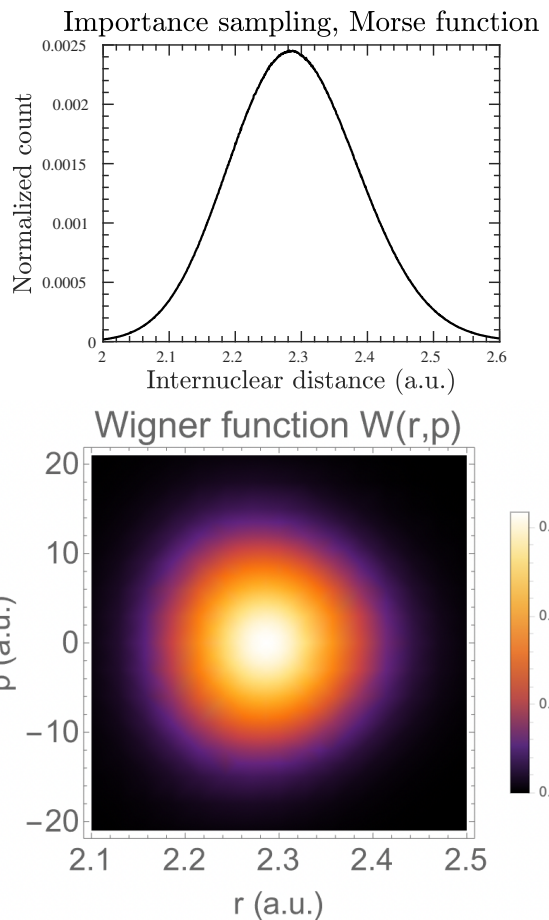 Importance sampling, Morse function
0.0025
0.002
0.0015
0.001
0.0005
0
Normalized count
2 2.1 2.2 2.3 2.4 2.5 2.6
Internuclear distance (a.u.)
Wigner function W(r,p)
20
10
0
−10
−20
p (a.u.)
2.1 2.2 2.3 2.4 2.5
r (a.u.)